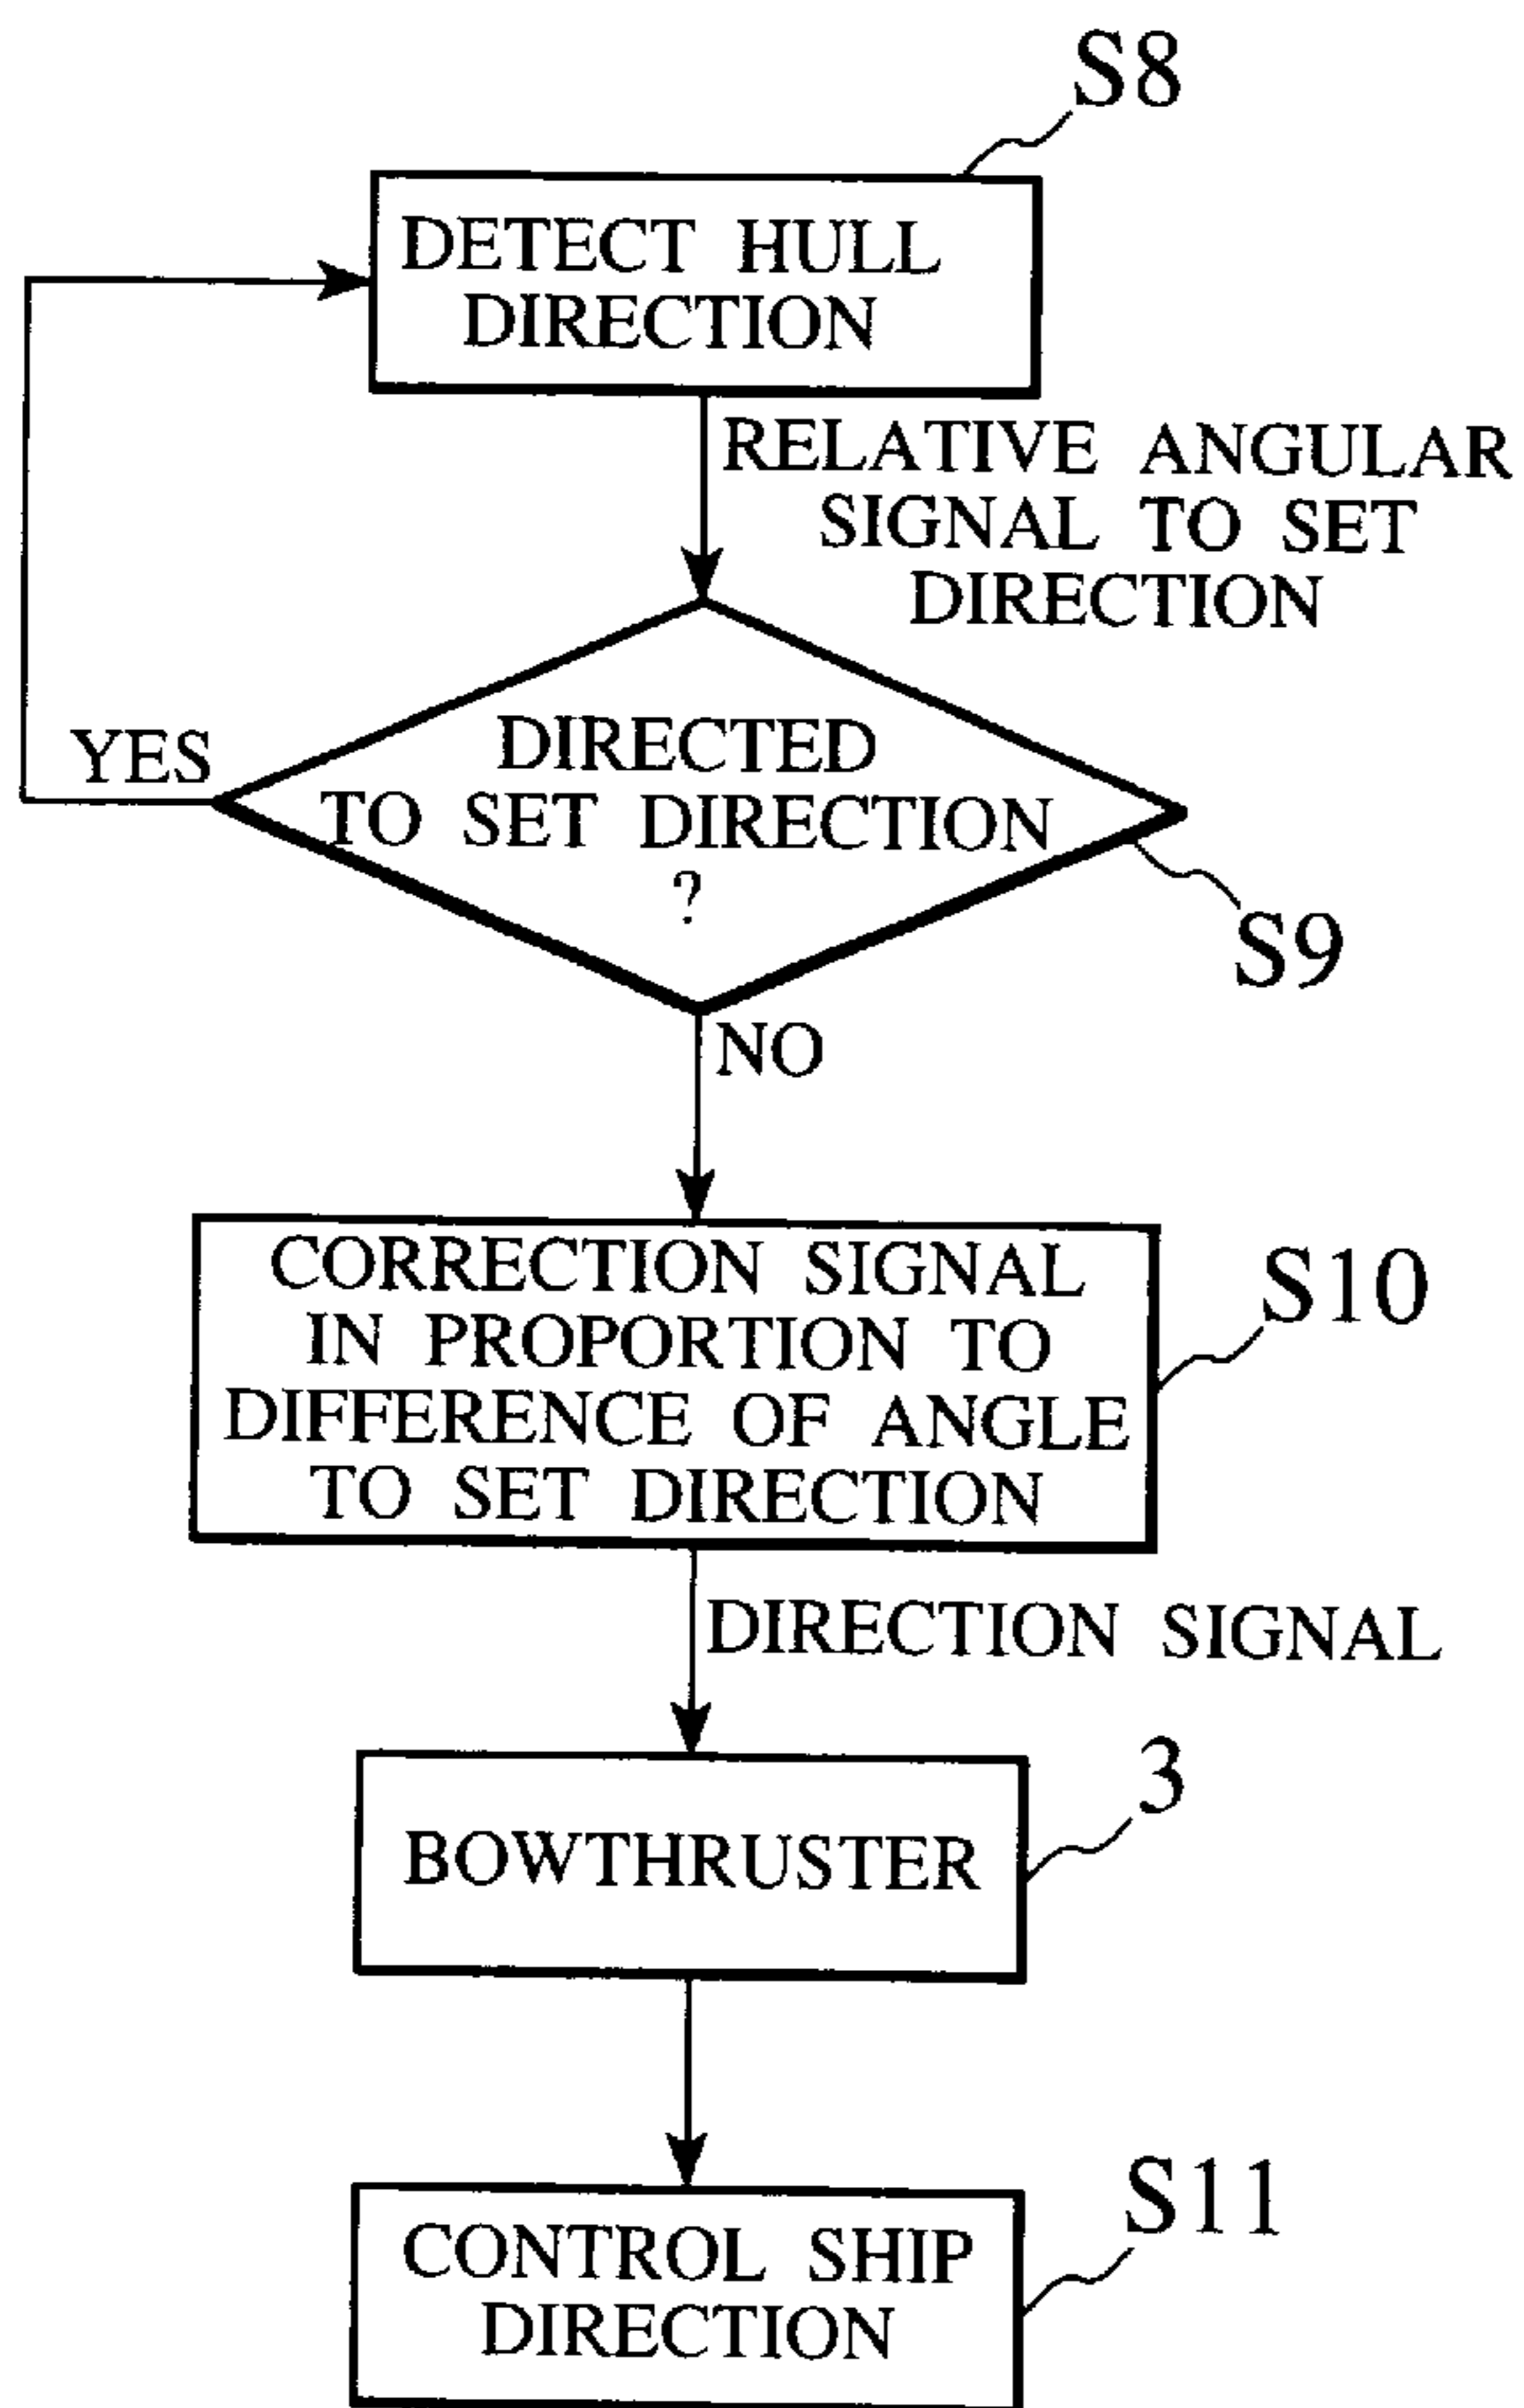 S8
DETECT HULL
DIRECTION
RELATIVE ANGULAR
SIGNAL TO SET
DIRECTION
YES
DIRECTED
TO SET DIRECTION
?
S9
NO
CORRECTION SIGNAL
IN PROPORTION TO
DIFFERENCE OF ANGLE
TO SET DIRECTION
S10
DIRECTION SIGNAL
3
BOWTHRUSTER
S11
CONTROL SHIP
DIRECTION